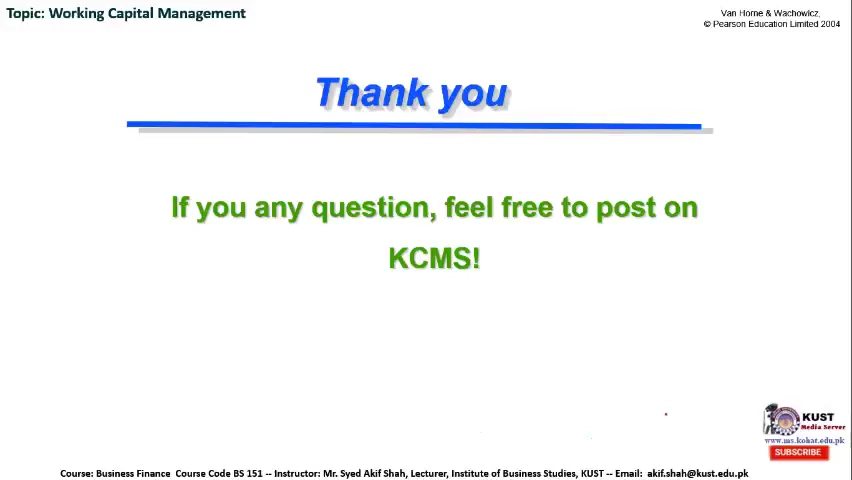 Topic: Working Capital Management
Van Horne & Wachowicz,
© Pearson Education Limited 2004
Thank you
If you any question, feel free to post on
KCMS!
KUST
Media Server
www.ms.kohat.edu.pk
SUBSCRIBE
Course: Business Finance Course Code BS 151 -- Instructor: Mr. Syed Akif Shah, Lecturer, Institute of Business Studies, KUST -- Email: akif.shah@kust.edu.pk